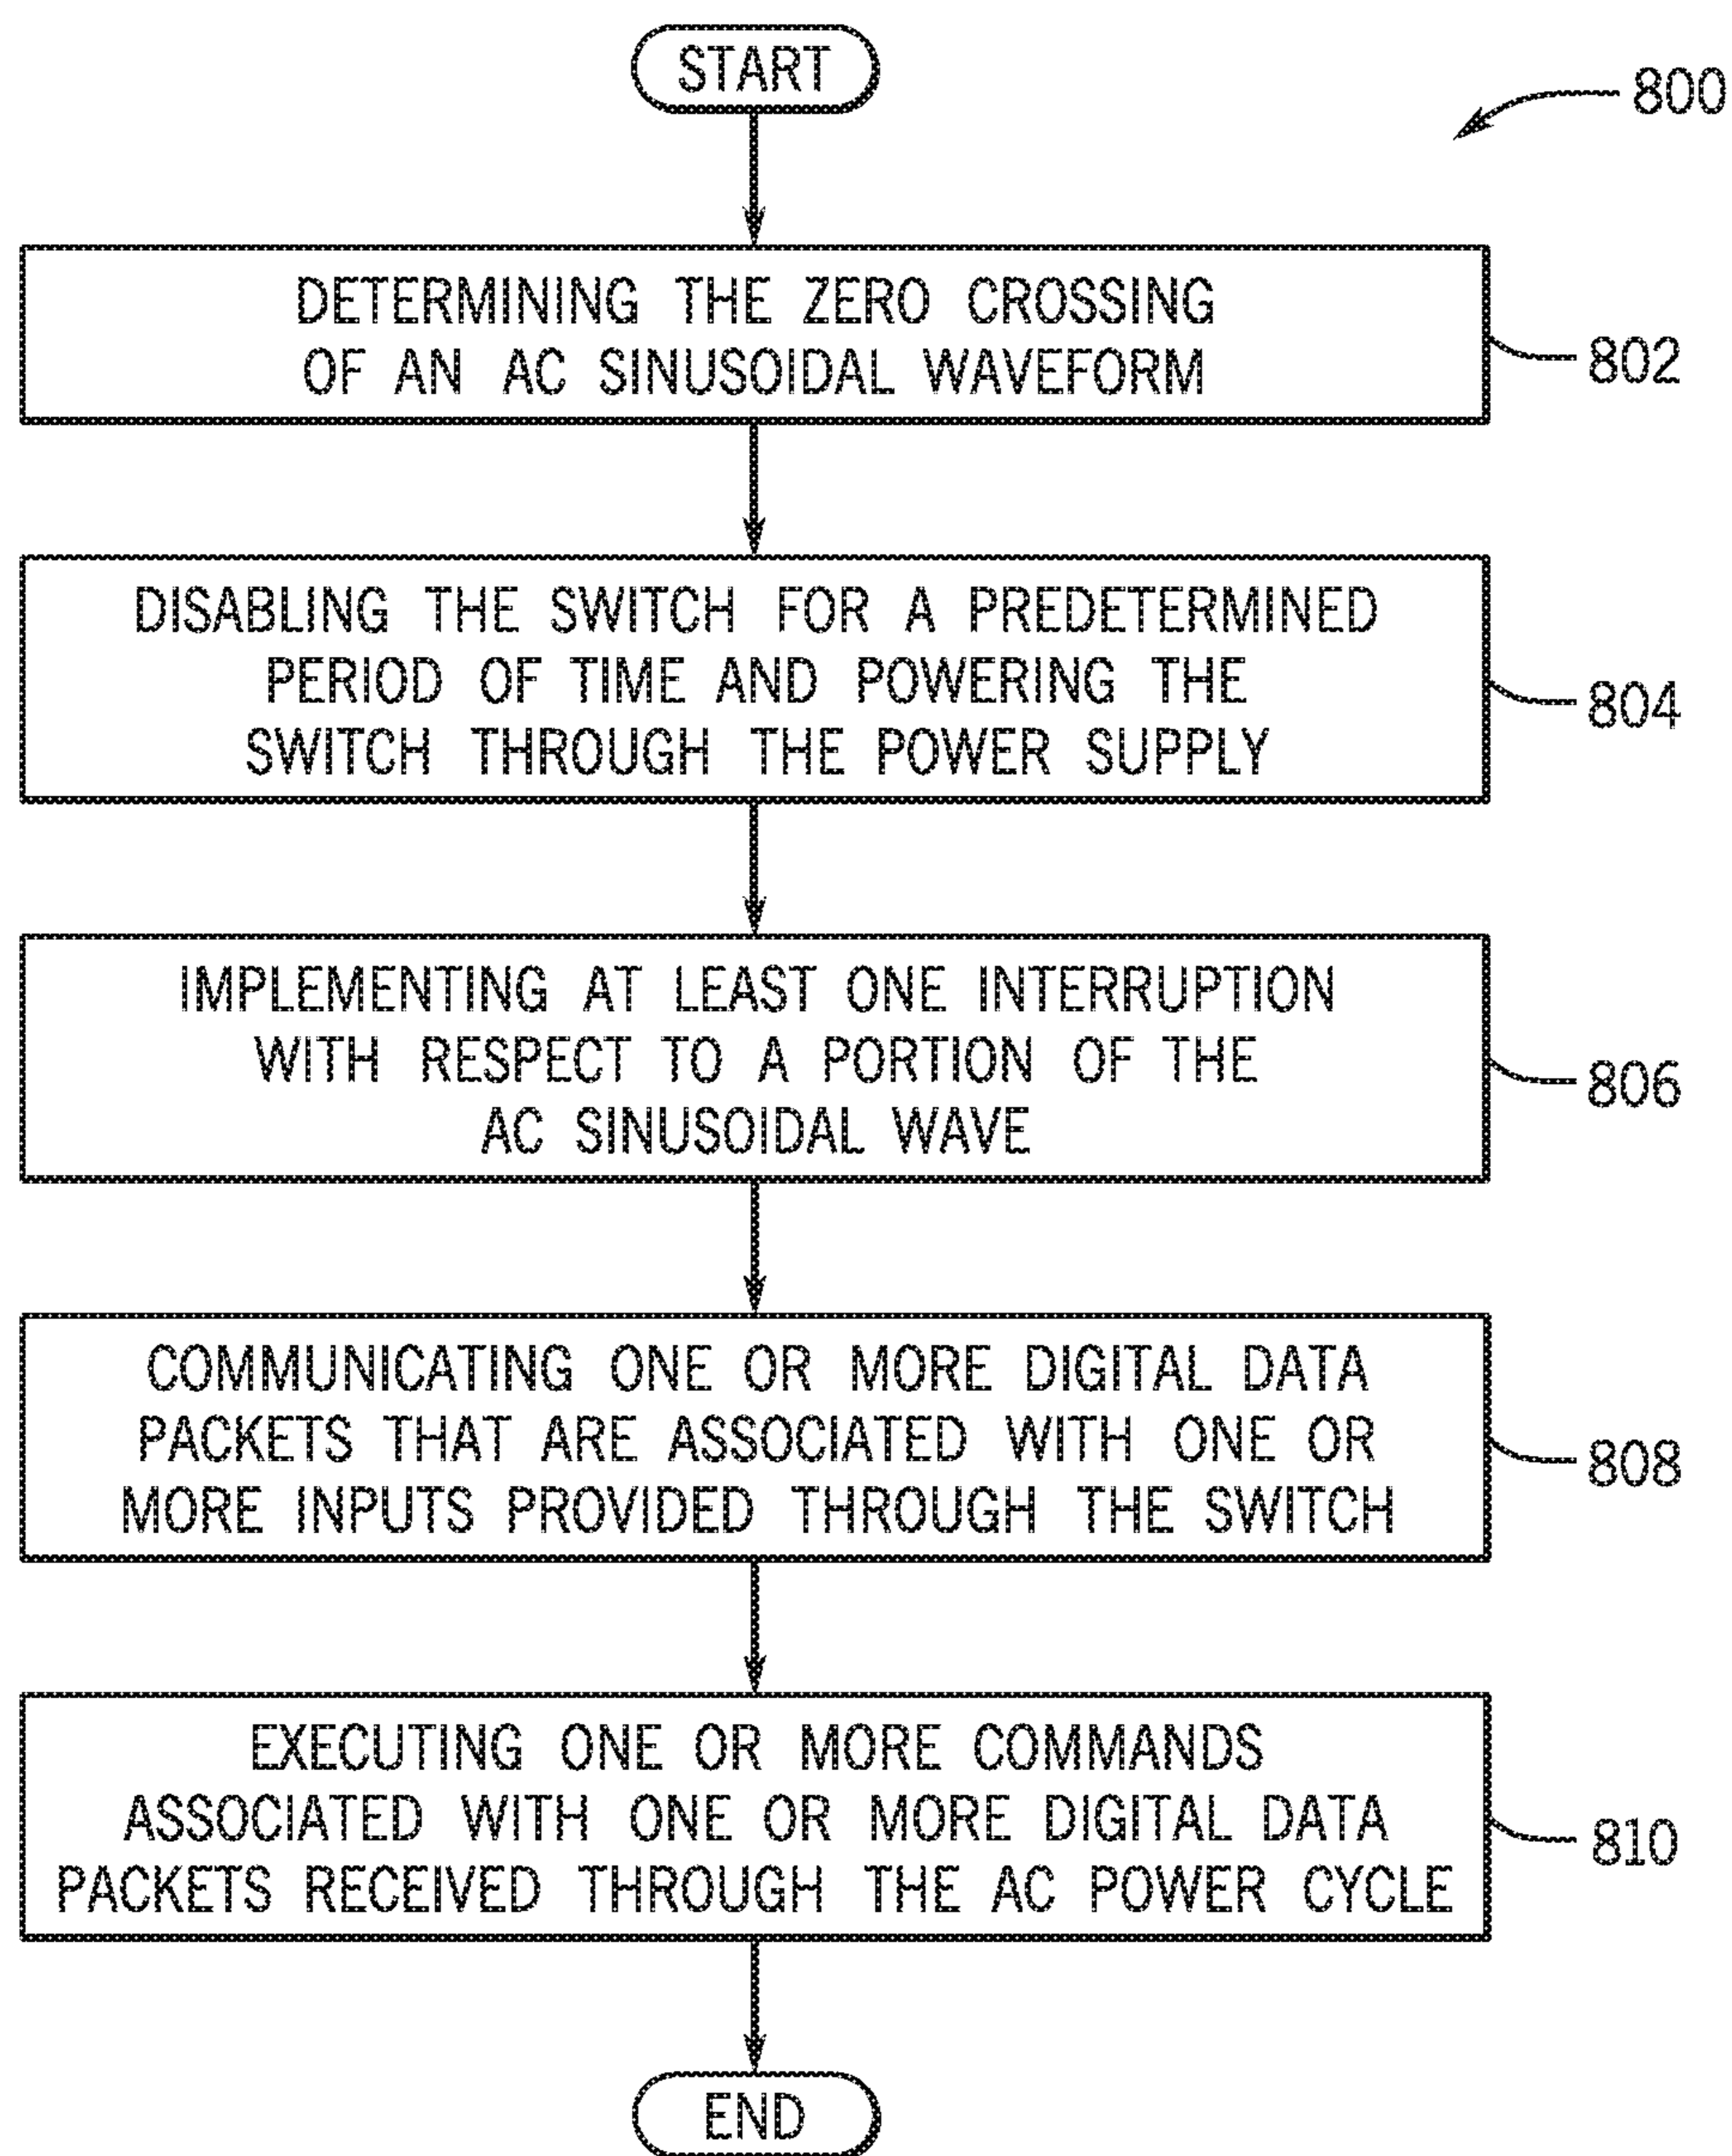 START
800
DETERMINING THE ZERO CROSSING
OF AN AC SINUSOIDAL WAVEFORM
802
DISABLING THE SWITCH FOR A PREDETERMINED
PERIOD OF TIME AND POWERING THE
SWITCH THROUGH THE POWER SUPPLY
804
IMPLEMENTING AT LEAST ONE INTERRUPTION
WITH RESPECT TO A PORTION OF THE
AC SINUSOIDAL WAVE
806
COMMUNICATING ONE OR MORE DIGITAL DATA
PACKETS THAT ARE ASSOCIATED WITH ONE OR
MORE INPUTS PROVIDED THROUGH THE SWITCH
808
EXECUTING ONE OR MORE COMMANDS
ASSOCIATED WITH ONE OR MORE DIGITAL DATA
PACKETS RECEIVED THROUGH THE AC POWER CYCLE
810
END